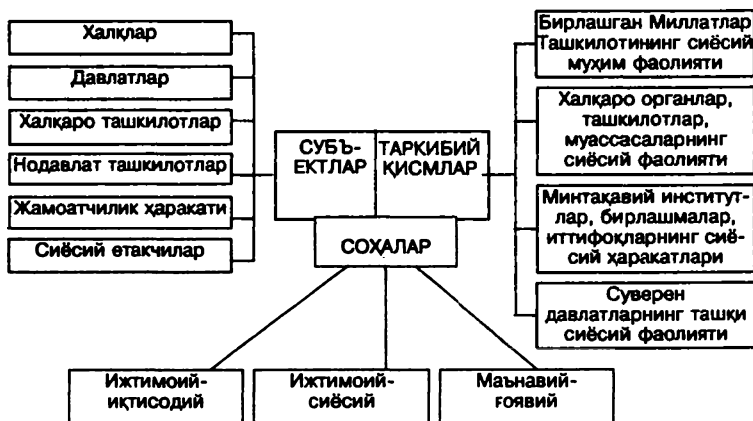 Халқлар
Давлатлар
Халқаро ташкилотлар
Нодавлат ташкилотлар
Жамоатчилик ҳаракати
Сиёсий етакчилар
СУБЪ-
ЕКТЛАР
ТАРКИБИЙ
ҚИСМЛАР
СОҲАЛАР
Бирлашган Миллатлар
Ташкилотининг сиёсий
муҳим фаолияти
Халқаро органлар,
ташкилотлар,
муассасаларнинг
сиёсий фаолияти
Минтақавий институт-
лар, бирлашмалар,
иттифоқларнинг сиё-
сий ҳаракатлари
Суверен
давлатларнинг ташқи
сиёсий фаолияти
Ижтимоий-
иқтисодий
Ижтимоий-
сиёсий
Маънавий-
ғоявий